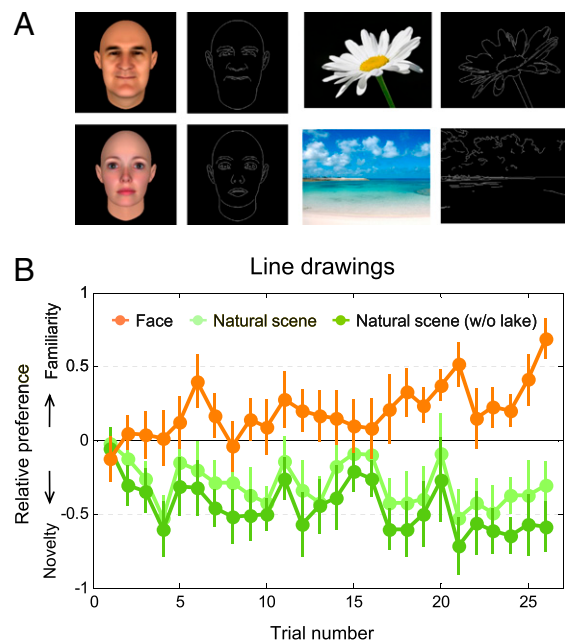 A
B
Line drawings
Face
Natural scene
Natural scene (w/o lake)
Relative preference
Familiarity
Novelty
→
←
1
0.5
0
-0.5
-1
0
5
10
15
20
25
Trial number